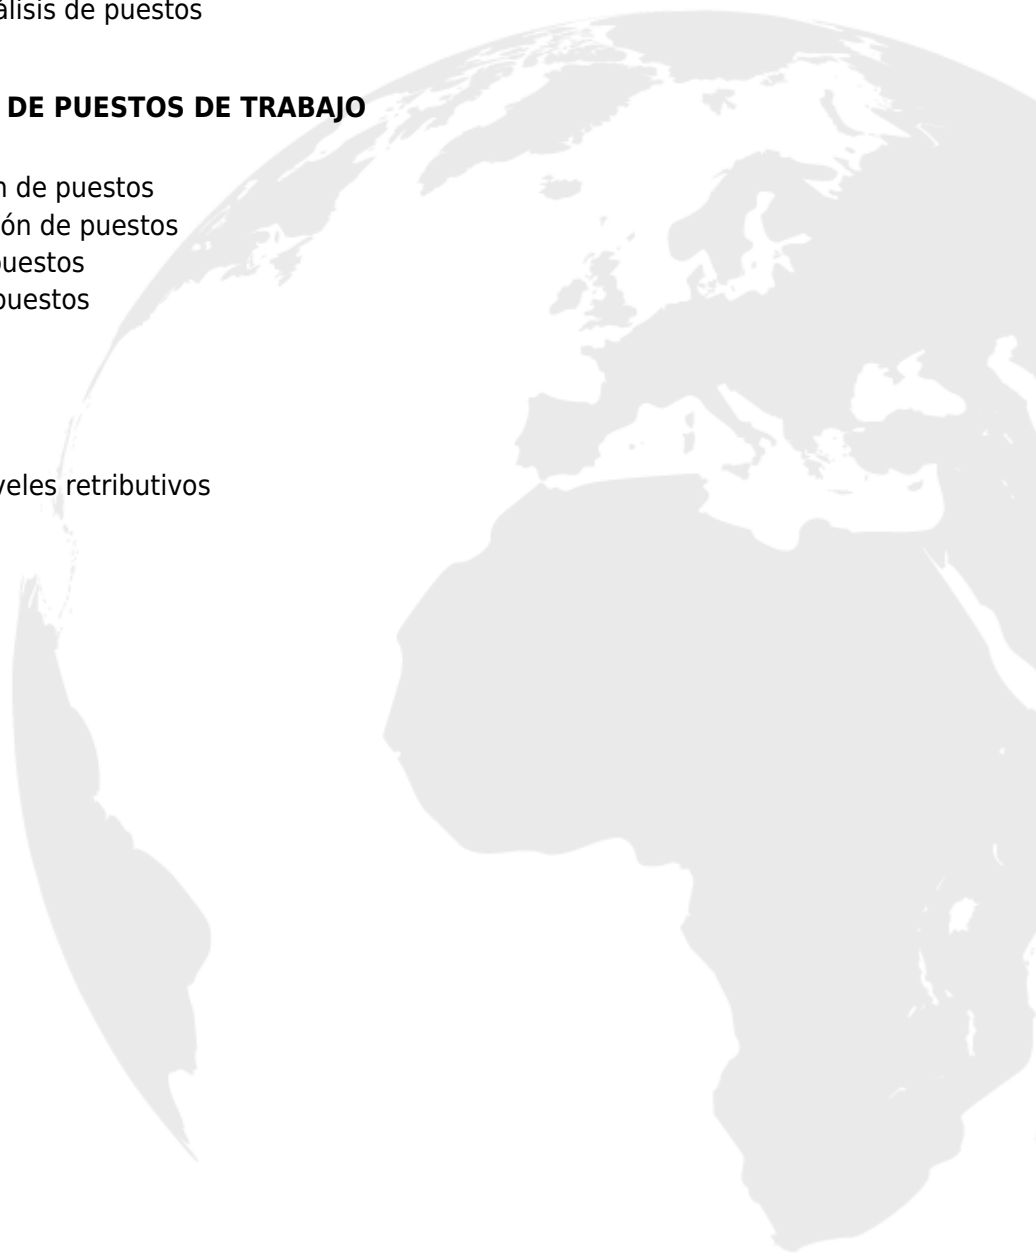 álisis de puestos
DE PUESTOS DE TRABAJO
n de puestos
ón de puestos
puestos
puestos
veles retributivos